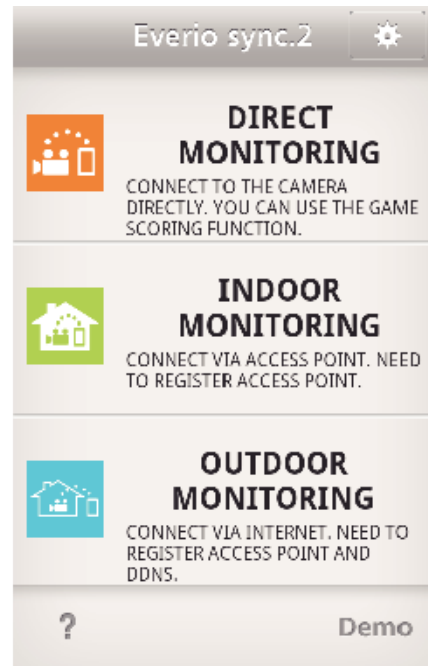 Everio sync.2
DIRECT
MONITORING
CONNECT TO THE CAMERA
DIRECTLY. YOU CAN USE THE GAME
SCORING FUNCTION.
INDOOR
MONITORING
CONNECT VIA ACCESS POINT. NEED
TO REGISTER ACCESS POINT.
OUTDOOR
MONITORING
CONNECT VIA INTERNET. NEED TO
REGISTER ACCESS POINT AND
DDNS.
? Demo